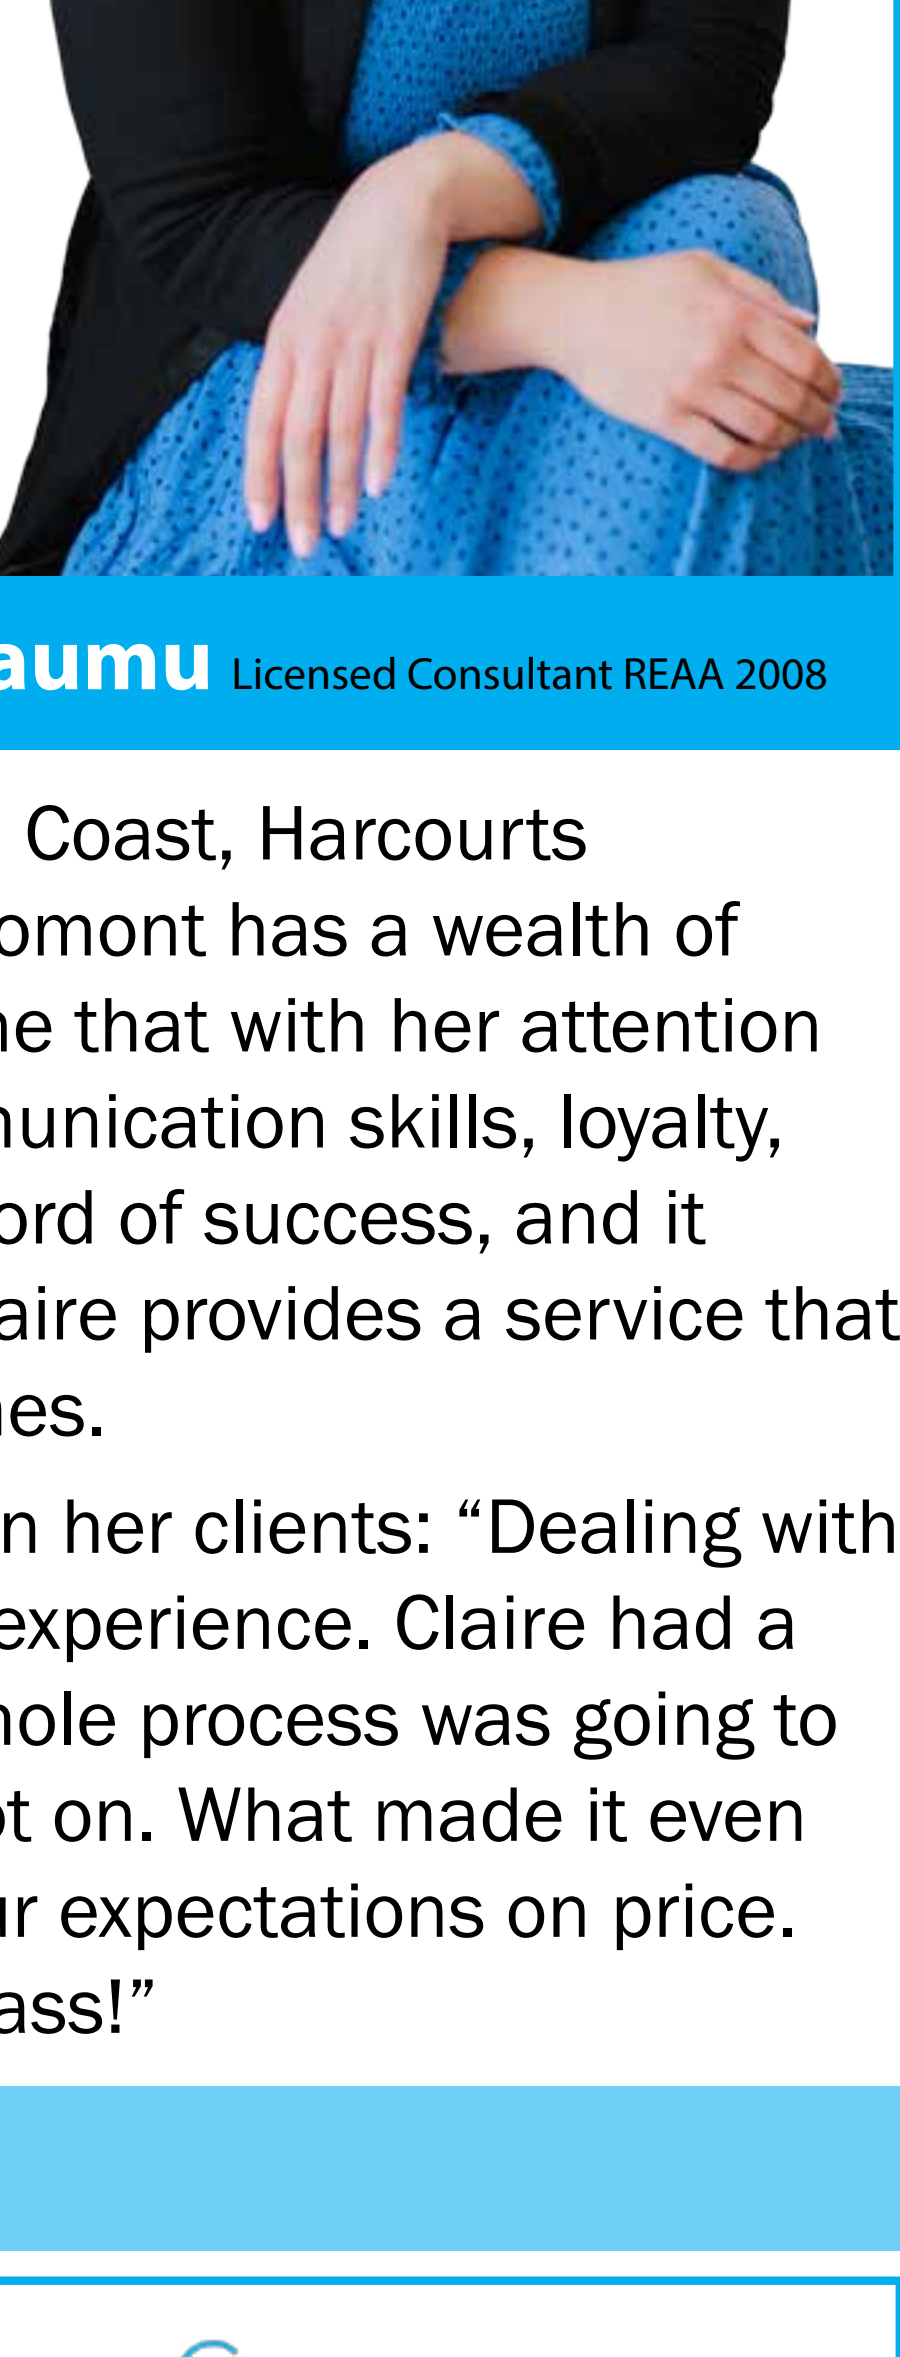 aumu Licensed Consultant REAA 2008
Coast, Harcourts
omont has a wealth of
that with her attention
unication skills, loyalty,
ord of success, and it
aire provides a service that
es.
n her clients: “Dealing with
experience. Claire had a
ole process was going to
t on. What made it even
r expectations on price.
ass!”